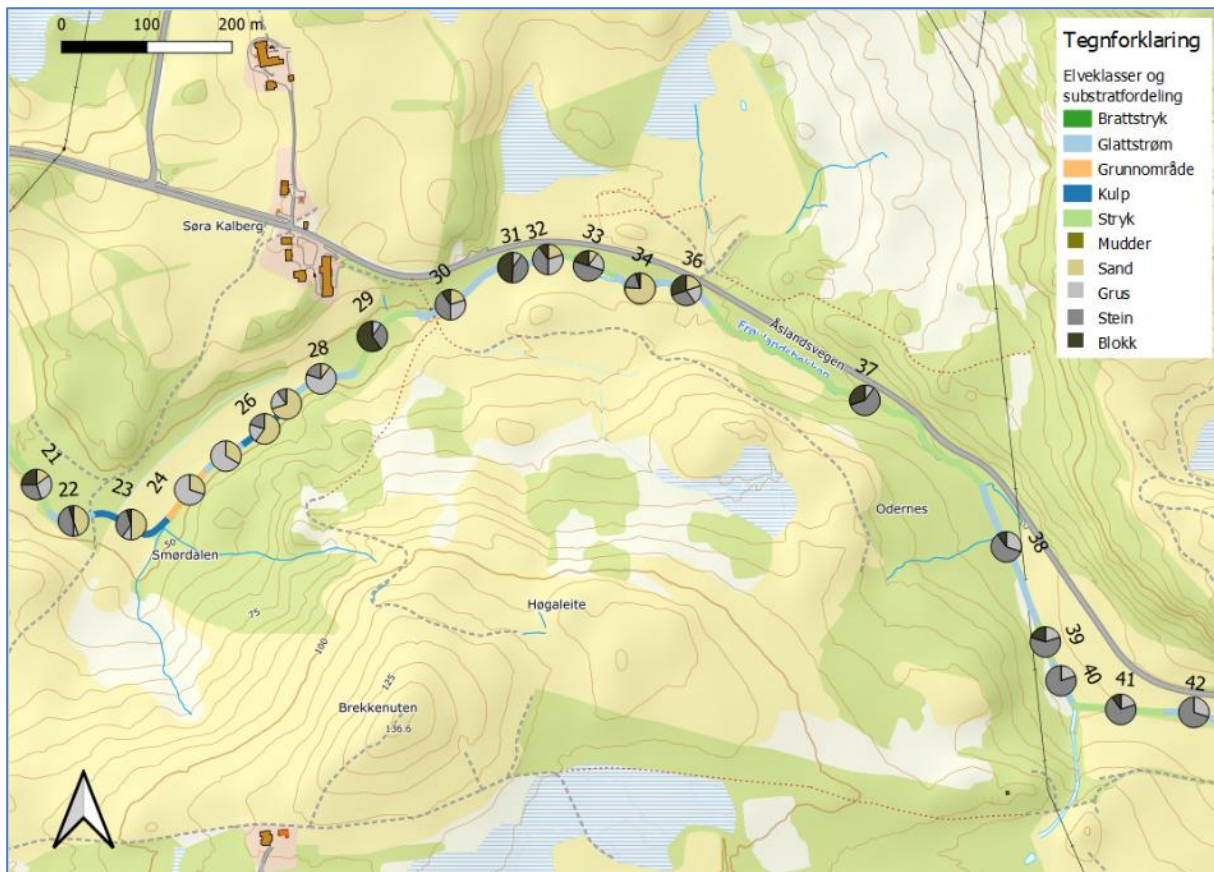 0 100 200 m
Tegnforklaring
Elveklasser og
substratfordeling
Brattstryk
Glattstrøm
Grunnområde
Kulp
Stryk
Mudder
Sand
Grus
Stein
Blokk
Søra Kalberg
31 32 33
30 34 36
29
Åslandsvegen
28
37
26
21
24
22 23
Odernes
50
Smørdalen
38
75
Høgaleite
100
39
125
40
Brekkenuten
41 42
136.6